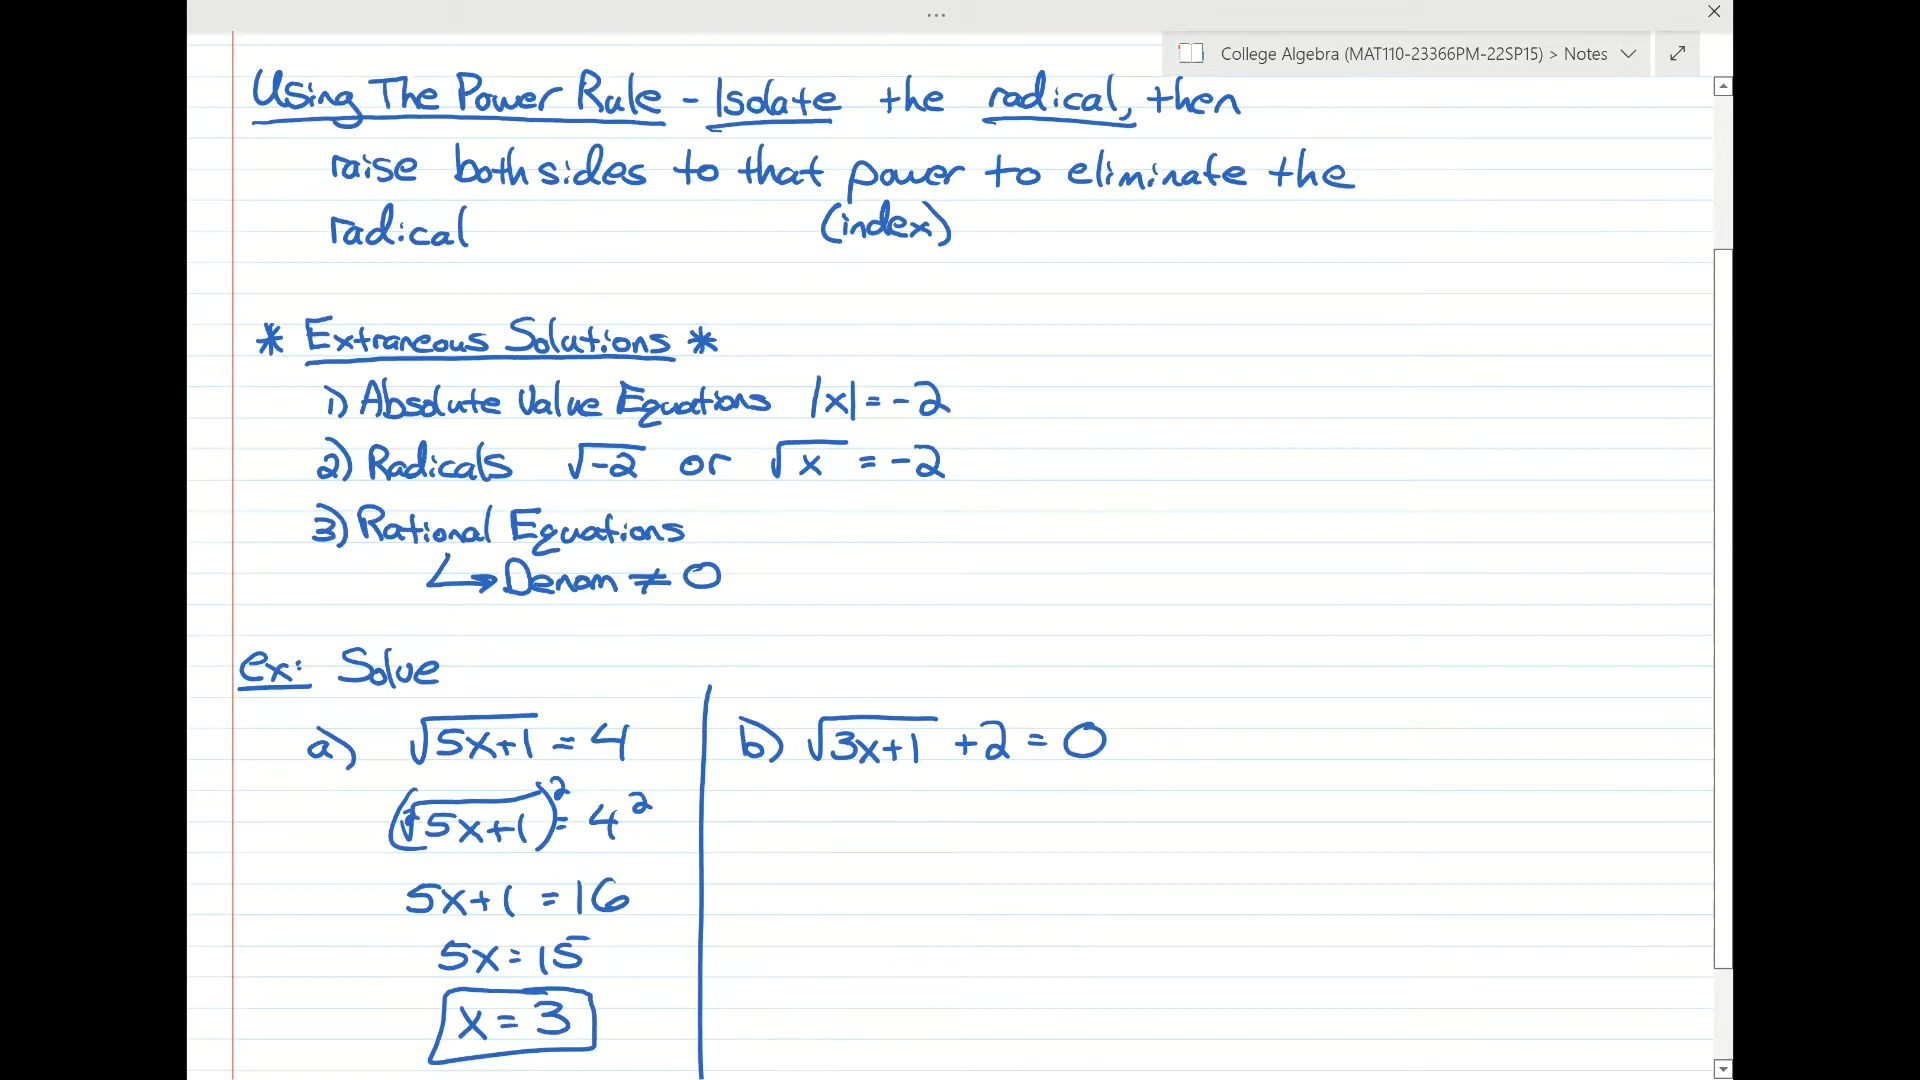 ...
College Algebra (MAT110-23366PM-22SP15) > Notes
Using The Power Rule - Isolate the radical, then
raise both sides to that power to eliminate the
radical (index)
* Extraneous Solutions *
1) Absolute Value Equations |x| = -2
2) Radicals √-2 or √x = -2
3) Rational Equations
↳ Denom ≠ 0
ex: Solve
a) √5x+1 = 4
(²√5x+1)² = 4²
5x+1 = 16
5x = 15
x = 3
b) √3x+1 + 2 = 0